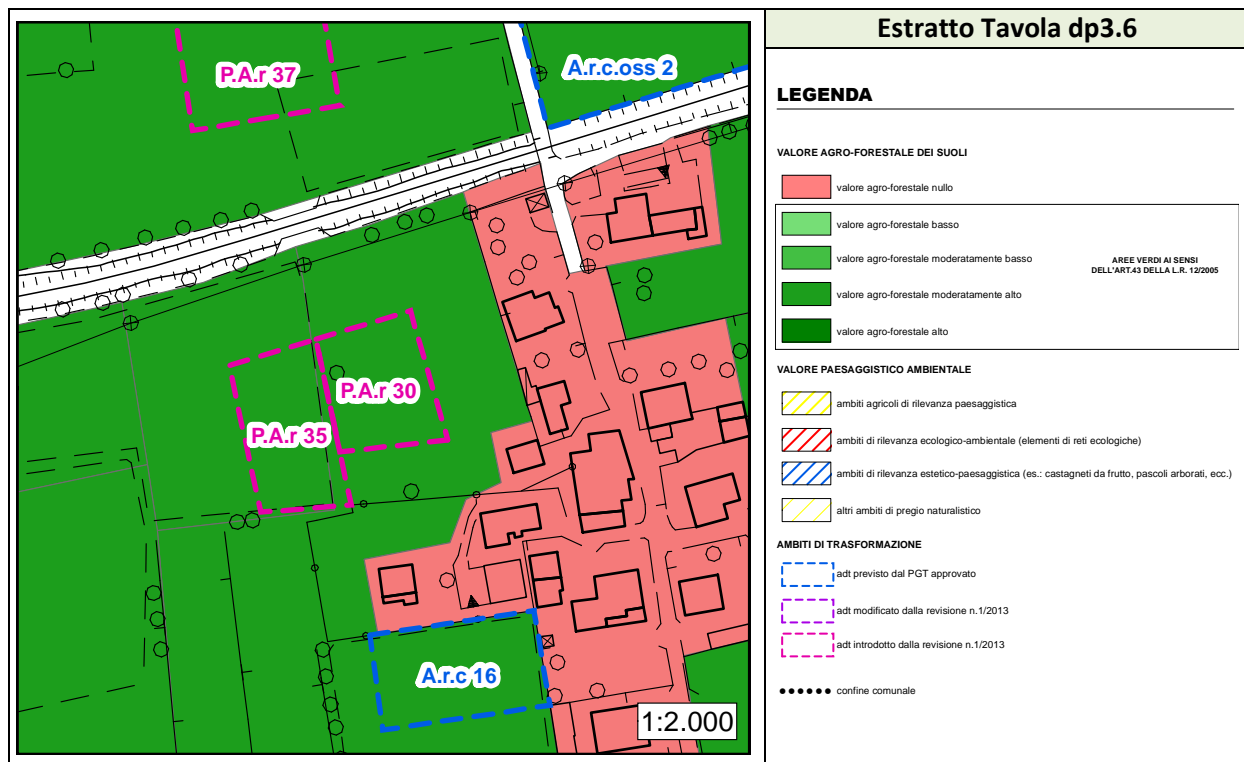 Estratto Tavola dp3.6
P.A.r 37
A.r.c.oss 2
P.A.r 30
P.A.r 35
A.r.c 16
1:2.000
LEGENDA
VALORE AGRO-FORESTALE DEI SUOLI
valore agro-forestale nullo
valore agro-forestale basso
valore agro-forestale moderatamente basso
AREE VERDI AI SENSI
DELL'ART.43 DELLA L.R. 12/2005
valore agro-forestale moderatamente alto
valore agro-forestale alto
VALORE PAESAGGISTICO AMBIENTALE
ambiti agricoli di rilevanza paesaggistica
ambiti di rilevanza ecologico-ambientale (elementi di reti ecologiche)
ambiti di rilevanza estetico-paesaggistica (es.: castagneti da frutto, pascoli arborati, ecc.)
altri ambiti di pregio naturalistico
AMBITI DI TRASFORMAZIONE
adt previsto dal PGT approvato
adt modificato dalla revisione n.1/2013
adt introdotto dalla revisione n.1/2013
confine comunale